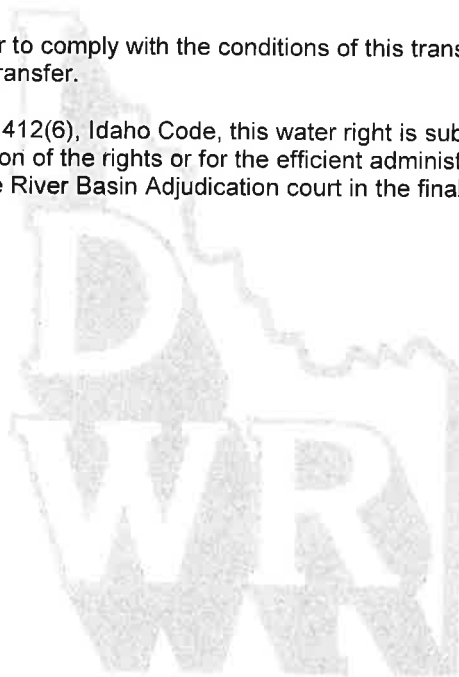 r to comply with the conditions of this trans
ransfer.
412(6), Idaho Code, this water right is sub
on of the rights or for the efficient administ
e River Basin Adjudication court in the final
D
WR